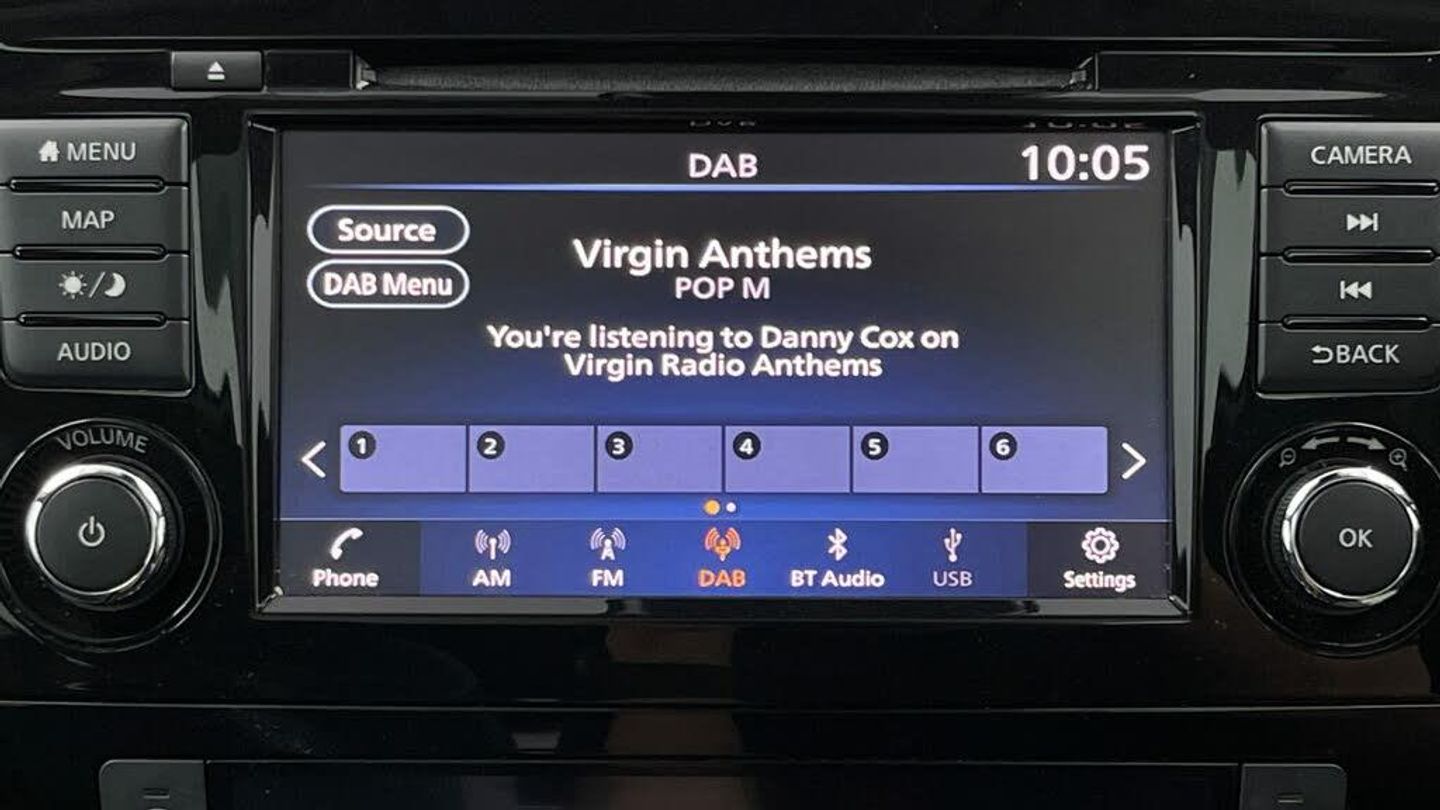 MENU
MAP
AUDIO
VOLUME
DAB
10:05
Source
DAB Menu
Virgin Anthems
POP M
You're listening to Danny Cox on
Virgin Radio Anthems
1 2 3 4 5 6
Phone
AM
FM
DAB
BT Audio
USB
Settings
CAMERA
BACK
OK